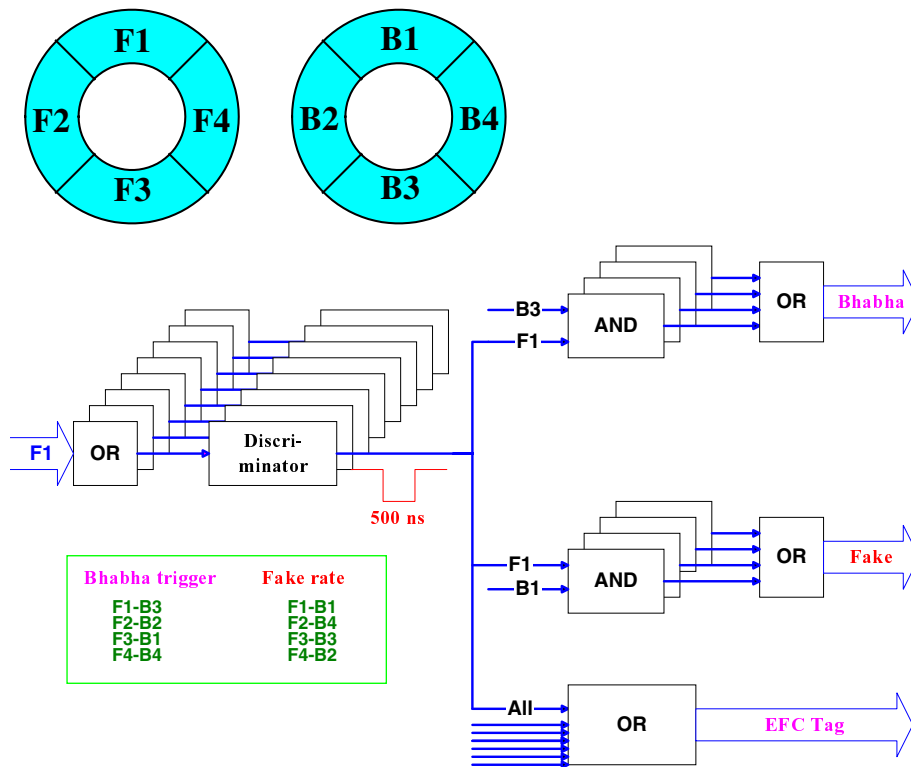 F1
B1
F2
F4
B2
B4
F3
B3
B3
AND
OR
Bhabha
F1
F1
OR
Discri-
minator
500 ns
F1
AND
OR
Fake
B1
Bhabha trigger
Fake rate
F1-B3
F1-B1
F2-B2
F2-B4
F3-B1
F3-B3
F4-B4
F4-B2
All
OR
EFC Tag